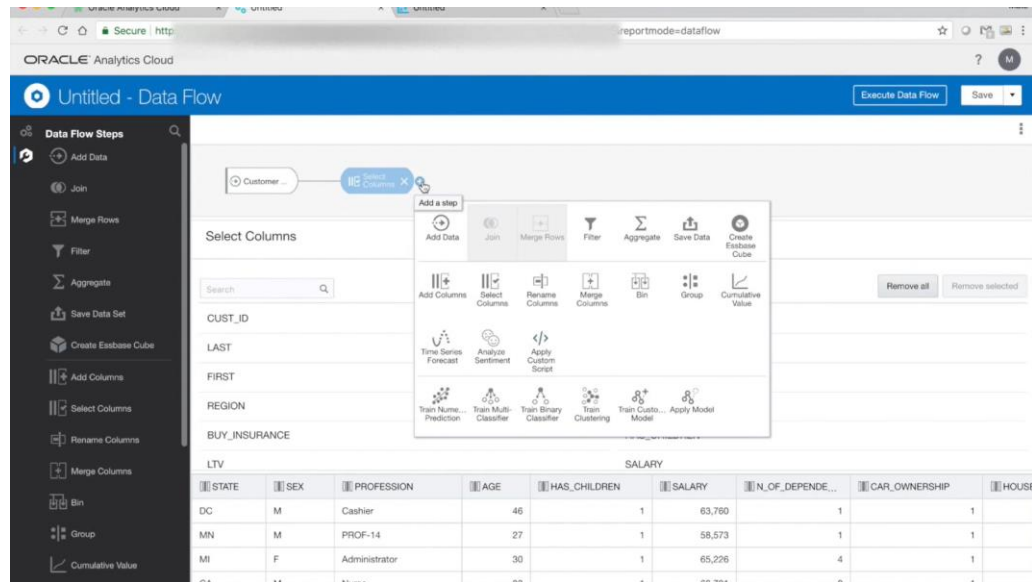 Oracle Analytics Cloud
Untitled
Untitled
Secure http
reportmode=dataflow
ORACLE Analytics Cloud
?
M
Untitled - Data Flow
Execute Data Flow
Save
Data Flow Steps
Add Data
Join
Merge Rows
Filter
Aggregate
Save Data Set
Create Essbase Cube
Add Columns
Select Columns
Rename Columns
Merge Columns
Bin
Group
Cumulative Value
Customer ...
Select
Columns
Add a step
Add Data
Join
Merge Rows
Filter
Aggregate
Save Data
Create
Essbase
Cube
Add Columns
Select
Columns
Rename
Columns
Merge
Columns
Bin
Group
Cumulative
Value
Time Series
Forecast
Analyze
Sentiment
Apply
Custom
Script
Train Nume...
Prediction
Train Multi-
Classifier
Train Binary
Classifier
Train
Clustering
Train Custo...
Model
Apply Model
Select Columns
Search
Remove all
Remove selected
CUST_ID
LAST
FIRST
REGION
BUY_INSURANCE
HAS_CHILDREN
LTV SALARY
STATE SEX PROFESSION AGE HAS_CHILDREN SALARY N_OF_DEPENDE... CAR_OWNERSHIP HOUSE
DC M Cashier 46 1 63,760 1 1
MN M PROF-14 27 1 58,573 1 1
MI F Administrator 30 1 65,226 4 1